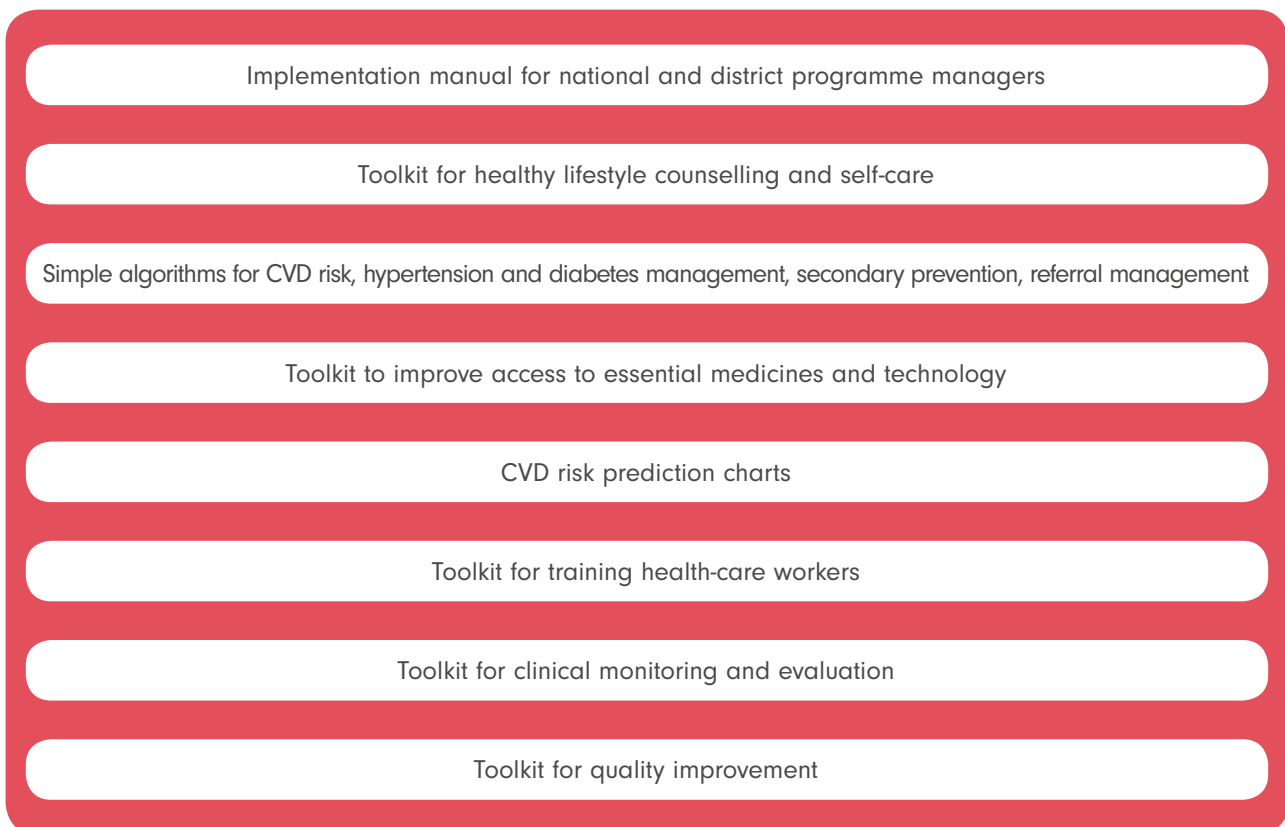 Implementation manual for national and district programme managers
Toolkit for healthy lifestyle counselling and self-care
Simple algorithms for CVD risk, hypertension and diabetes management, secondary prevention, referral management
Toolkit to improve access to essential medicines and technology
CVD risk prediction charts
Toolkit for training health-care workers
Toolkit for clinical monitoring and evaluation
Toolkit for quality improvement